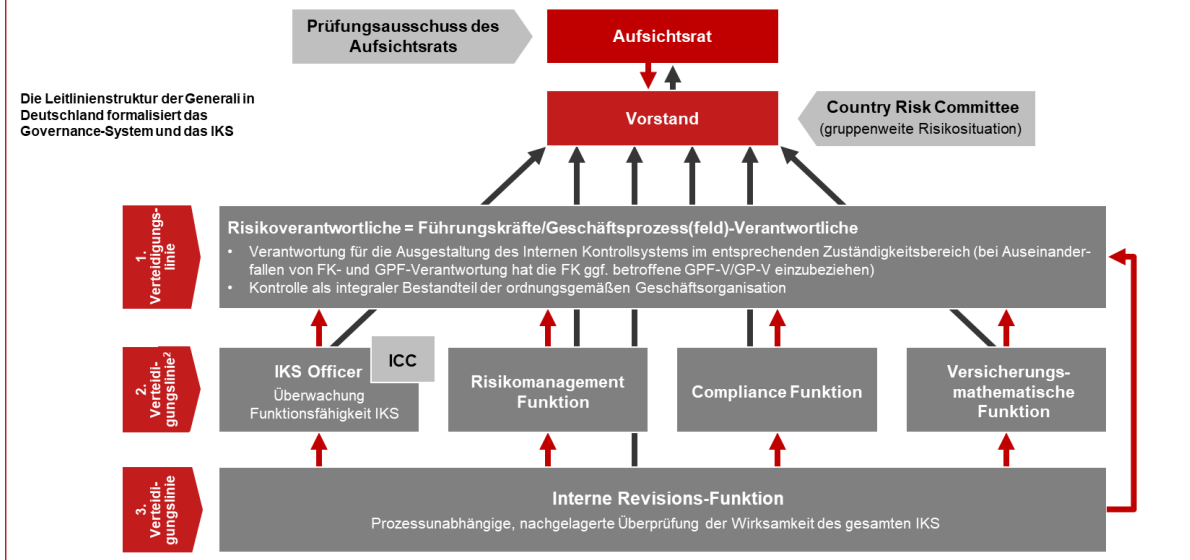 Prüfungsausschuss des
Aufsichtsrats
Aufsichtsrat
Die Leitlinienstruktur der Generali in
Deutschland formalisiert das
Governance-System und das IKS
Vorstand
Country Risk Committee
(gruppenweite Risikosituation)
1.
Verteidigungs-
linie
Risikoverantwortliche = Führungskräfte/Geschäftsprozess(feld)-Verantwortliche
• Verantwortung für die Ausgestaltung des Internen Kontrollsystems im entsprechenden Zuständigkeitsbereich (bei Auseinander-
fallen von FK- und GPF-Verantwortung hat die FK ggf. betroffene GPF-V/GP-V einzubeziehen)
• Kontrolle als integraler Bestandteil der ordnungsgemäßen Geschäftsorganisation
2.
Verteidi-
gungslinie²
IKS Officer
Überwachung
Funktionsfähigkeit IKS
ICC
Risikomanagement
Funktion
Compliance Funktion
Versicherungs-
mathematische
Funktion
3.
Verteidi-
gungslinie
Interne Revisions-Funktion
Prozessunabhängige, nachgelagerte Überprüfung der Wirksamkeit des gesamten IKS